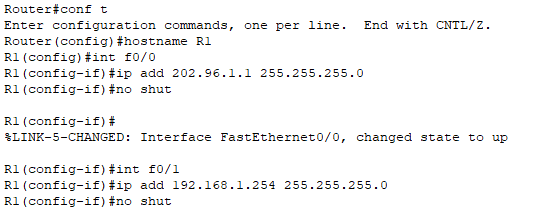 Router#conf t
Enter configuration commands, one per line.  End with CNTL/Z.
Router(config)#hostname R1
R1(config)#int f0/0
R1(config-if)#ip add 202.96.1.1 255.255.255.0
R1(config-if)#no shut
R1(config-if)#
%LINK-5-CHANGED: Interface FastEthernet0/0, changed state to up
R1(config-if)#int f0/1
R1(config-if)#ip add 192.168.1.254 255.255.255.0
R1(config-if)#no shut